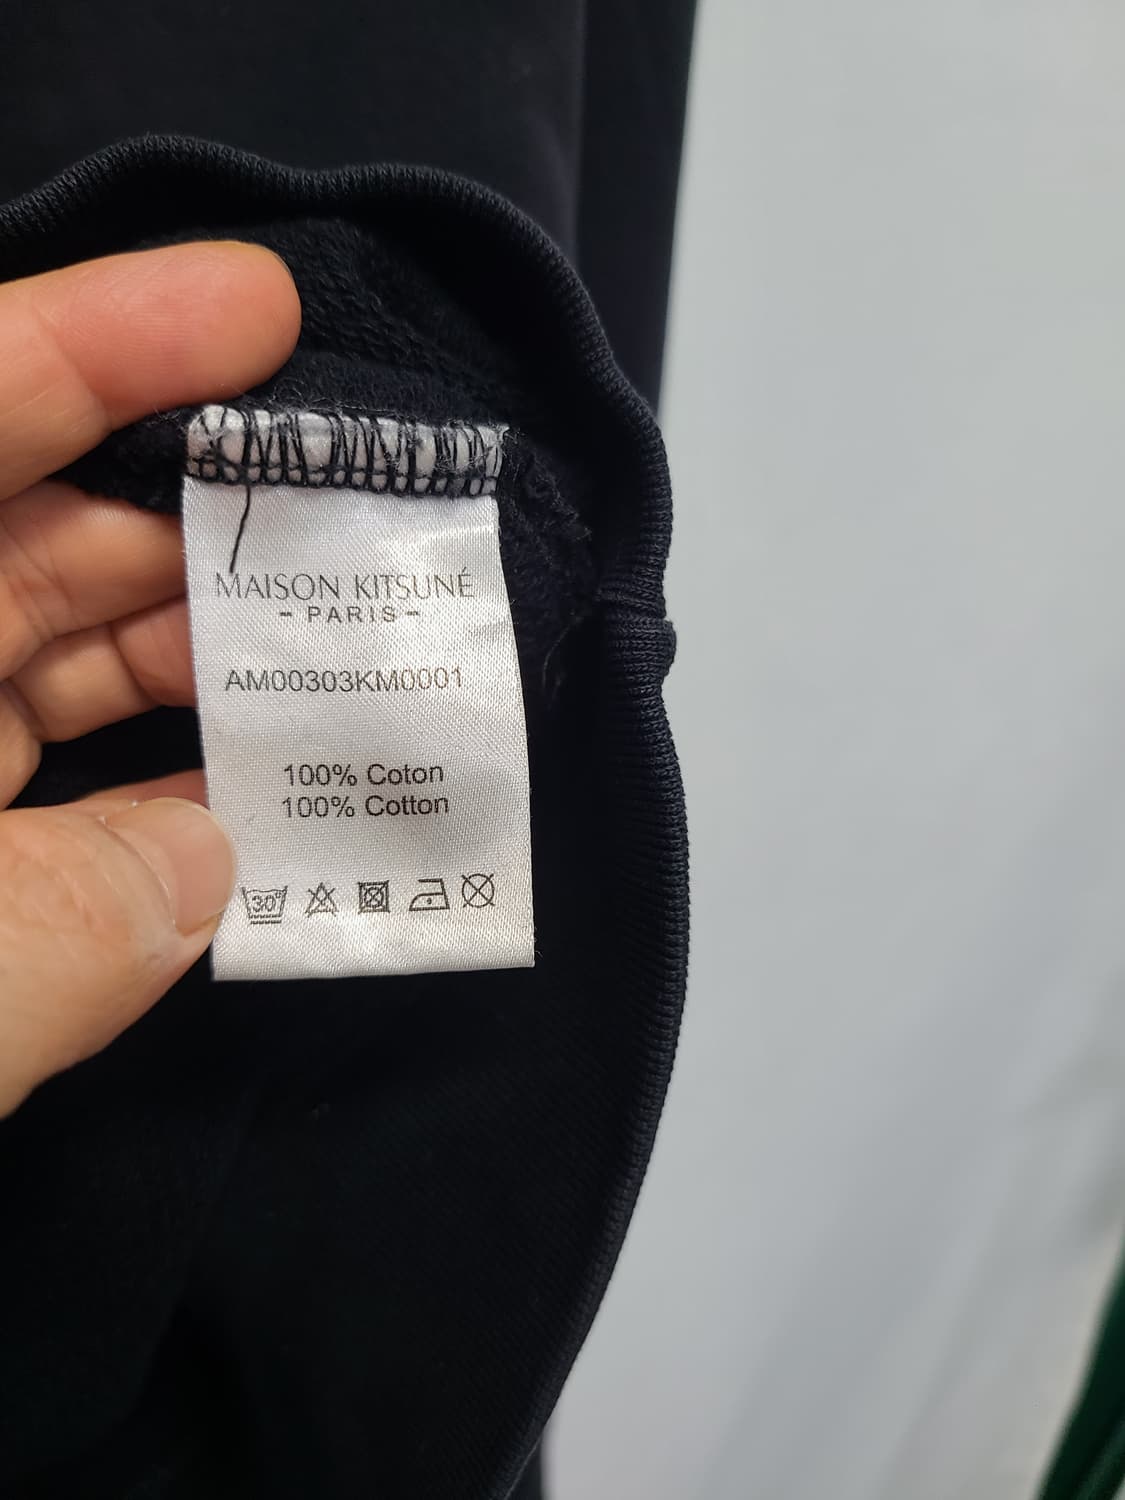 MAISON KITSUNÉ
- PARIS -
AM00303KM0001
100% Coton
100% Cotton
30°